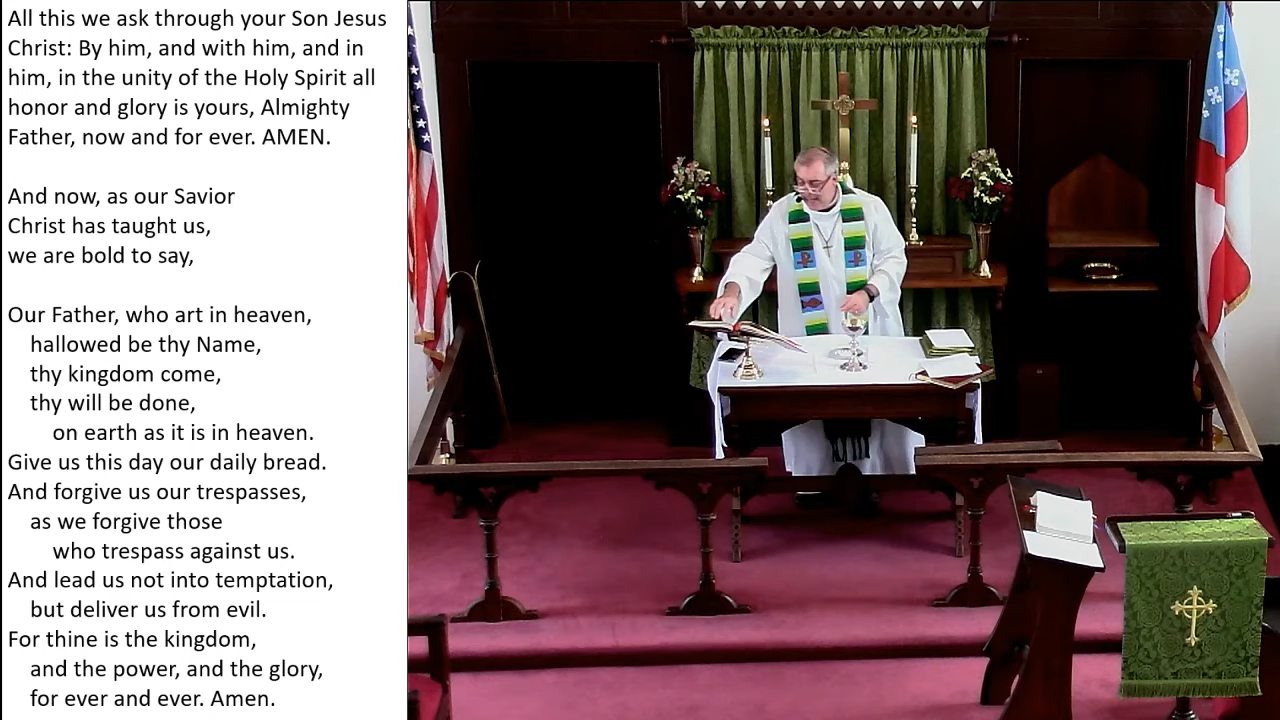 All this we ask through your Son Jesus
Christ: By him, and with him, and in
him, in the unity of the Holy Spirit all
honor and glory is yours, Almighty
Father, now and for ever. AMEN.
And now, as our Savior
Christ has taught us,
we are bold to say,
Our Father, who art in heaven,
hallowed be thy Name,
thy kingdom come,
thy will be done,
on earth as it is in heaven.
Give us this day our daily bread.
And forgive us our trespasses,
as we forgive those
who trespass against us.
And lead us not into temptation,
but deliver us from evil.
For thine is the kingdom,
and the power, and the glory,
for ever and ever. Amen.